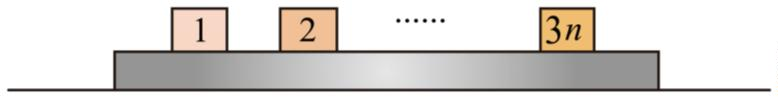 1 2 ...... 3n